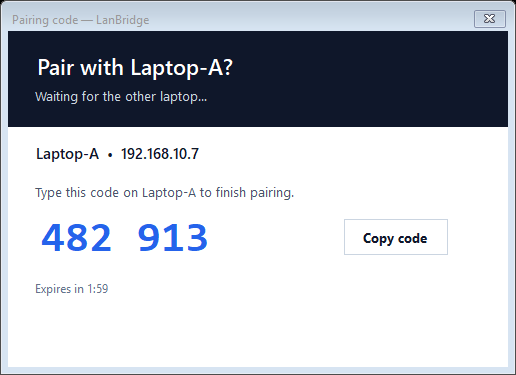 Pairing code — LanBridge
Pair with Laptop-A?
Waiting for the other laptop...
Laptop-A • 192.168.10.7
Type this code on Laptop-A to finish pairing.
482 913
Copy code
Expires in 1:59